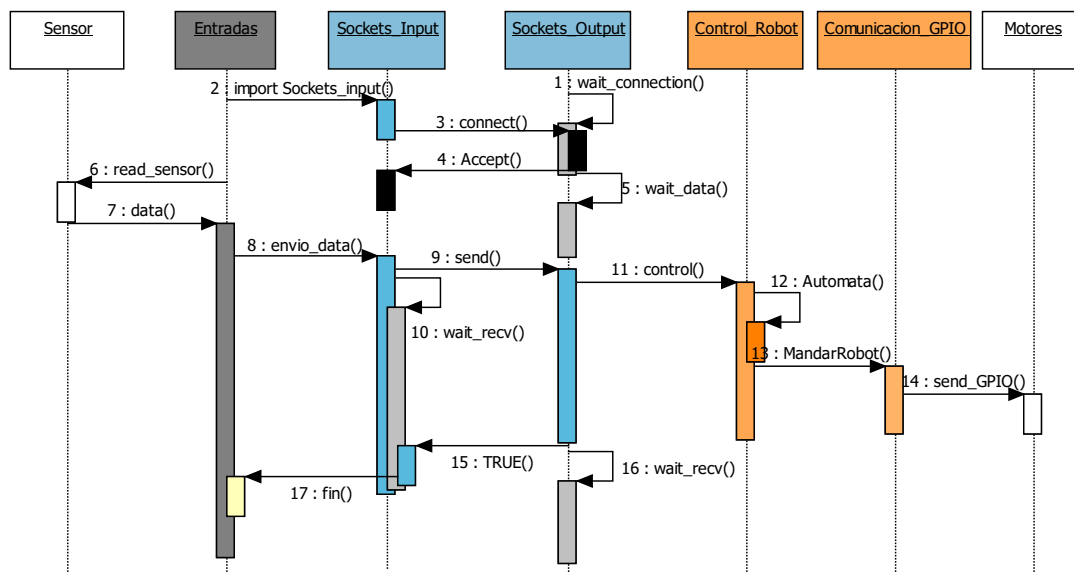 Sensor
Entradas
Sockets_Input
Sockets_Output
Control_Robot
Comunicacion_GPIO
Motores
1 : wait_connection()
2 : import Sockets_input()
3 : connect()
4 : Accept()
6 : read_sensor()
5 : wait_data()
7 : data()
8 : envio_data()
9 : send()
11 : control()
12 : Automata()
10 : wait_recv()
13 : MandarRobot()
14 : send_GPIO()
15 : TRUE()
16 : wait_recv()
17 : fin()